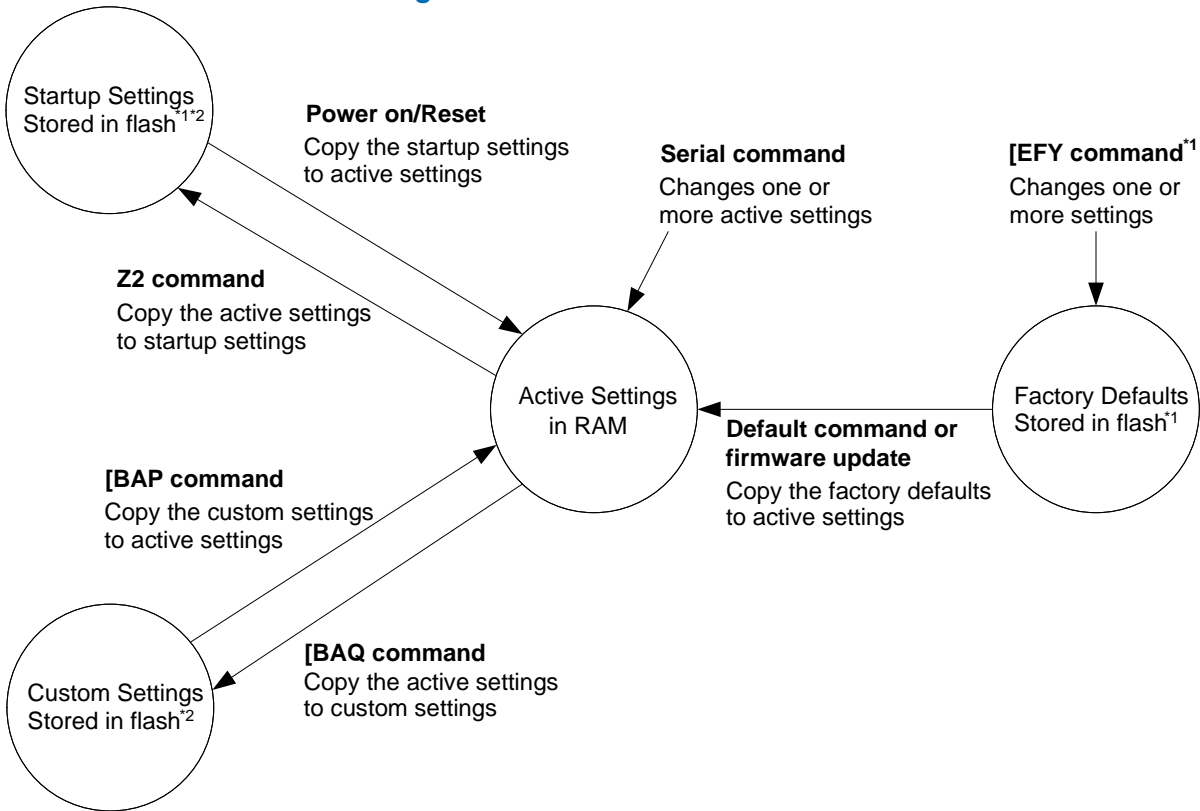 Startup Settings
Stored in flash*1*2
Power on/Reset
Copy the startup settings
to active settings
Serial command
Changes one or
more active settings
[EFY command*1
Changes one or
more settings
Z2 command
Copy the active settings
to startup settings
Active Settings
in RAM
Factory Defaults
Stored in flash*1
Default command or
firmware update
Copy the factory defaults
to active settings
[BAP command
Copy the custom settings
to active settings
[BAQ command
Copy the active settings
to custom settings
Custom Settings
Stored in flash*2